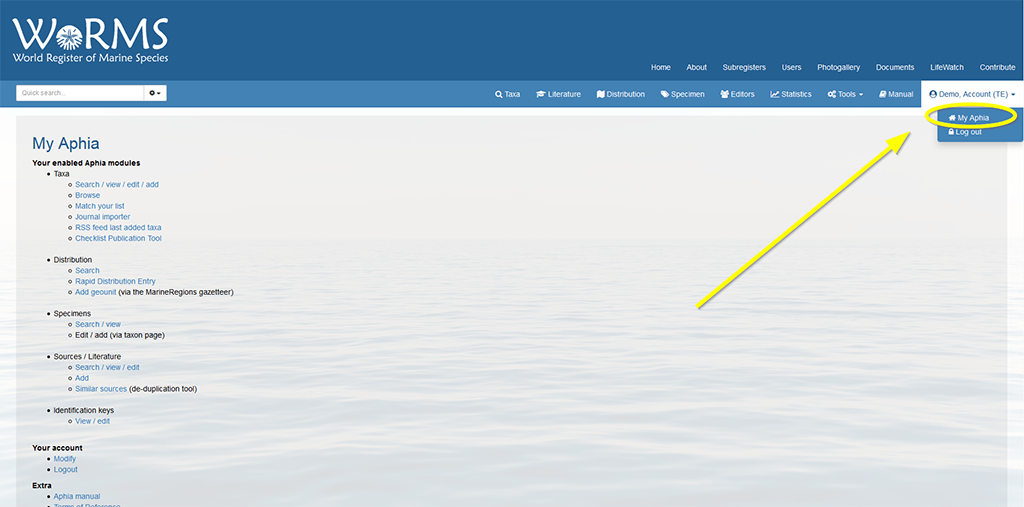 WoRMS
World Register of Marine Species
Home About Subregisters Users Photogallery Documents LifeWatch Contribute
Quick search...
Taxa Literature Distribution Specimen Editors Statistics Tools Manual Demo, Account (TE)
My Aphia
Log out
My Aphia
Your enabled Aphia modules
Taxa
Search / view / edit / add
Browse
Match your list
Journal importer
RSS feed last added taxa
Checklist Publication Tool
Distribution
Search
Rapid Distribution Entry
Add geounit (via the MarineRegions gazetteer)
Specimens
Search / view
Edit / add (via taxon page)
Sources / Literature
Search / view / edit
Add
Similar sources (de-duplication tool)
Identification keys
View / edit
Your account
Modify
Logout
Extra
Aphia manual
Terms of Reference